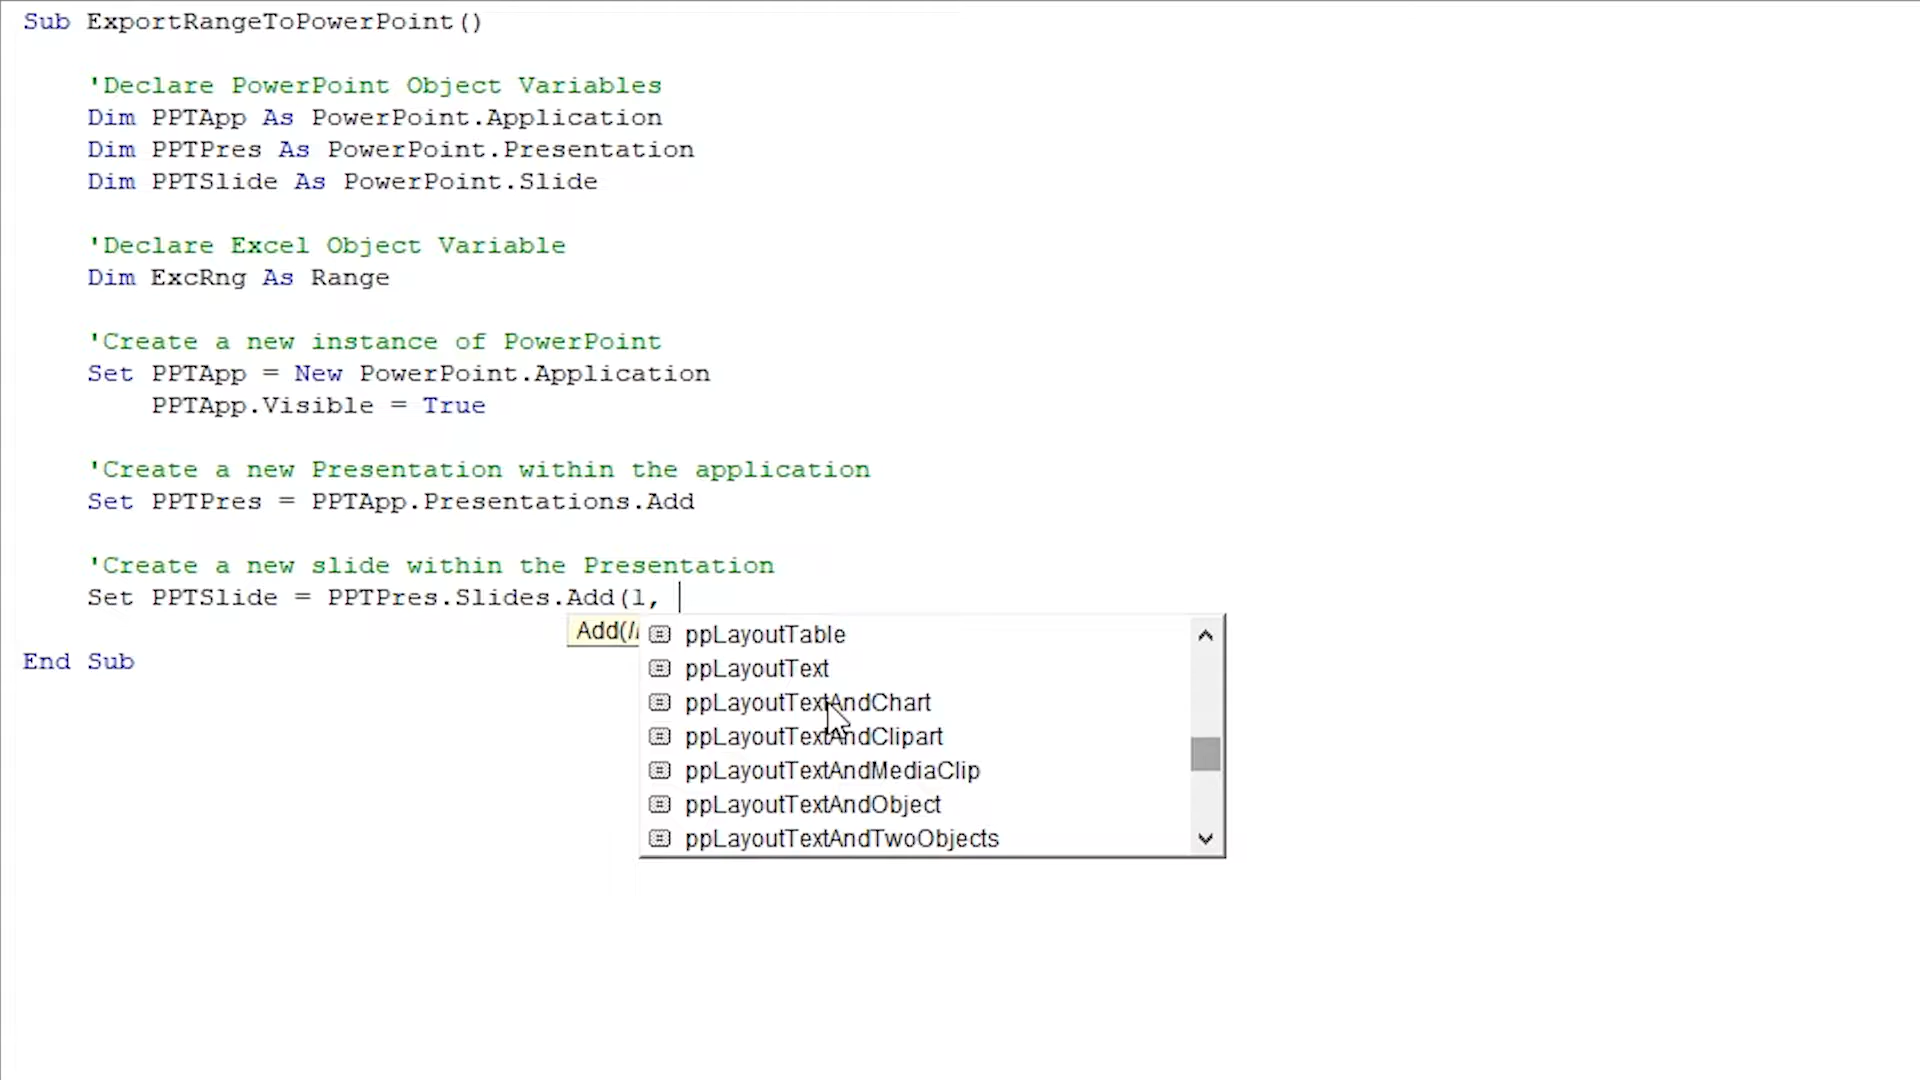 Sub ExportRangeToPowerPoint()
'Declare PowerPoint Object Variables
Dim PPTApp As PowerPoint.Application
Dim PPTPres As PowerPoint.Presentation
Dim PPTSlide As PowerPoint.Slide
'Declare Excel Object Variable
Dim ExcRng As Range
'Create a new instance of PowerPoint
Set PPTApp = New PowerPoint.Application
PPTApp.Visible = True
'Create a new Presentation within the application
Set PPTPres = PPTApp.Presentations.Add
'Create a new slide within the Presentation
Set PPTSlide = PPTPres.Slides.Add(1,
Add(
ppLayoutTable
ppLayoutText
ppLayoutTextAndChart
ppLayoutTextAndClipart
ppLayoutTextAndMediaClip
ppLayoutTextAndObject
ppLayoutTextAndTwoObjects
End Sub